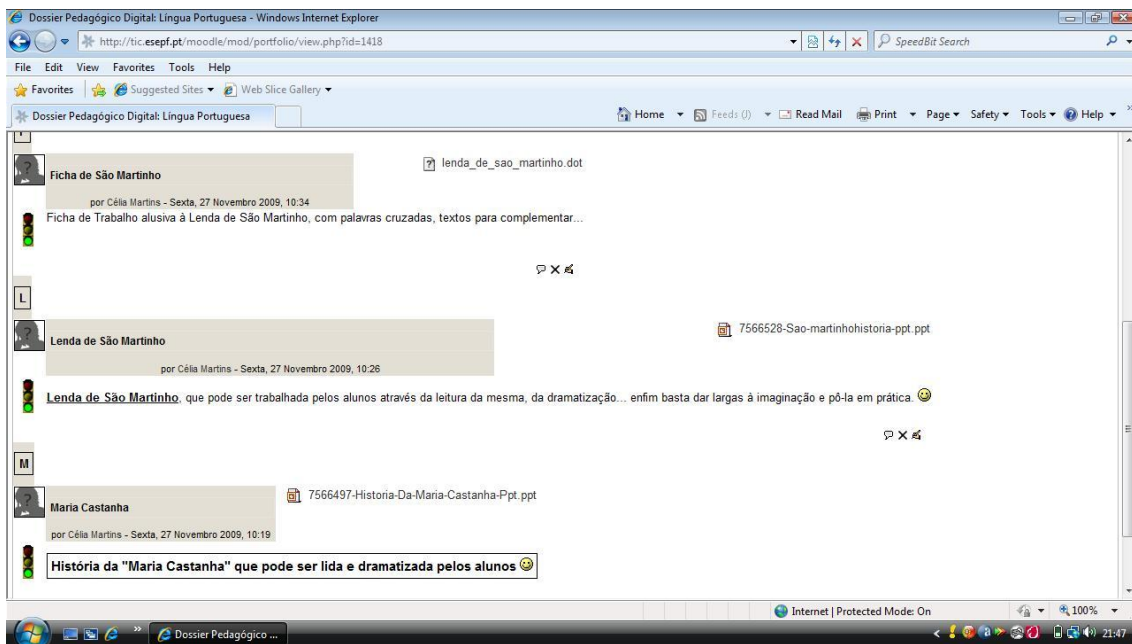 Dossier Pedagógico Digital: Língua Portuguesa - Windows Internet Explorer
http://tic.esepf.pt/moodle/mod/portfolio/view.php?id=1418
SpeedBit Search
File Edit View Favorites Tools Help
Favorites Suggested Sites Web Slice Gallery
Dossier Pedagógico Digital: Língua Portuguesa
Home Feeds (J) Read Mail Print Page Safety Tools Help
Ficha de São Martinho
lenda_de_sao_martinho.dot
por Célia Martins - Sexta, 27 Novembro 2009, 10:34
Ficha de Trabalho alusiva à Lenda de São Martinho, com palavras cruzadas, textos para complementar...
L
Lenda de São Martinho
7566528-Sao-martinhohistoria-ppt.ppt
por Célia Martins - Sexta, 27 Novembro 2009, 10:26
Lenda de São Martinho, que pode ser trabalhada pelos alunos através da leitura da mesma, da dramatização... enfim basta dar largas à imaginação e pô-la em prática.
M
Maria Castanha
7566497-Historia-Da-Maria-Castanha-Ppt.ppt
por Célia Martins - Sexta, 27 Novembro 2009, 10:19
História da "Maria Castanha" que pode ser lida e dramatizada pelos alunos
Internet | Protected Mode: On
100%
Dossier Pedagógico ...
21:47